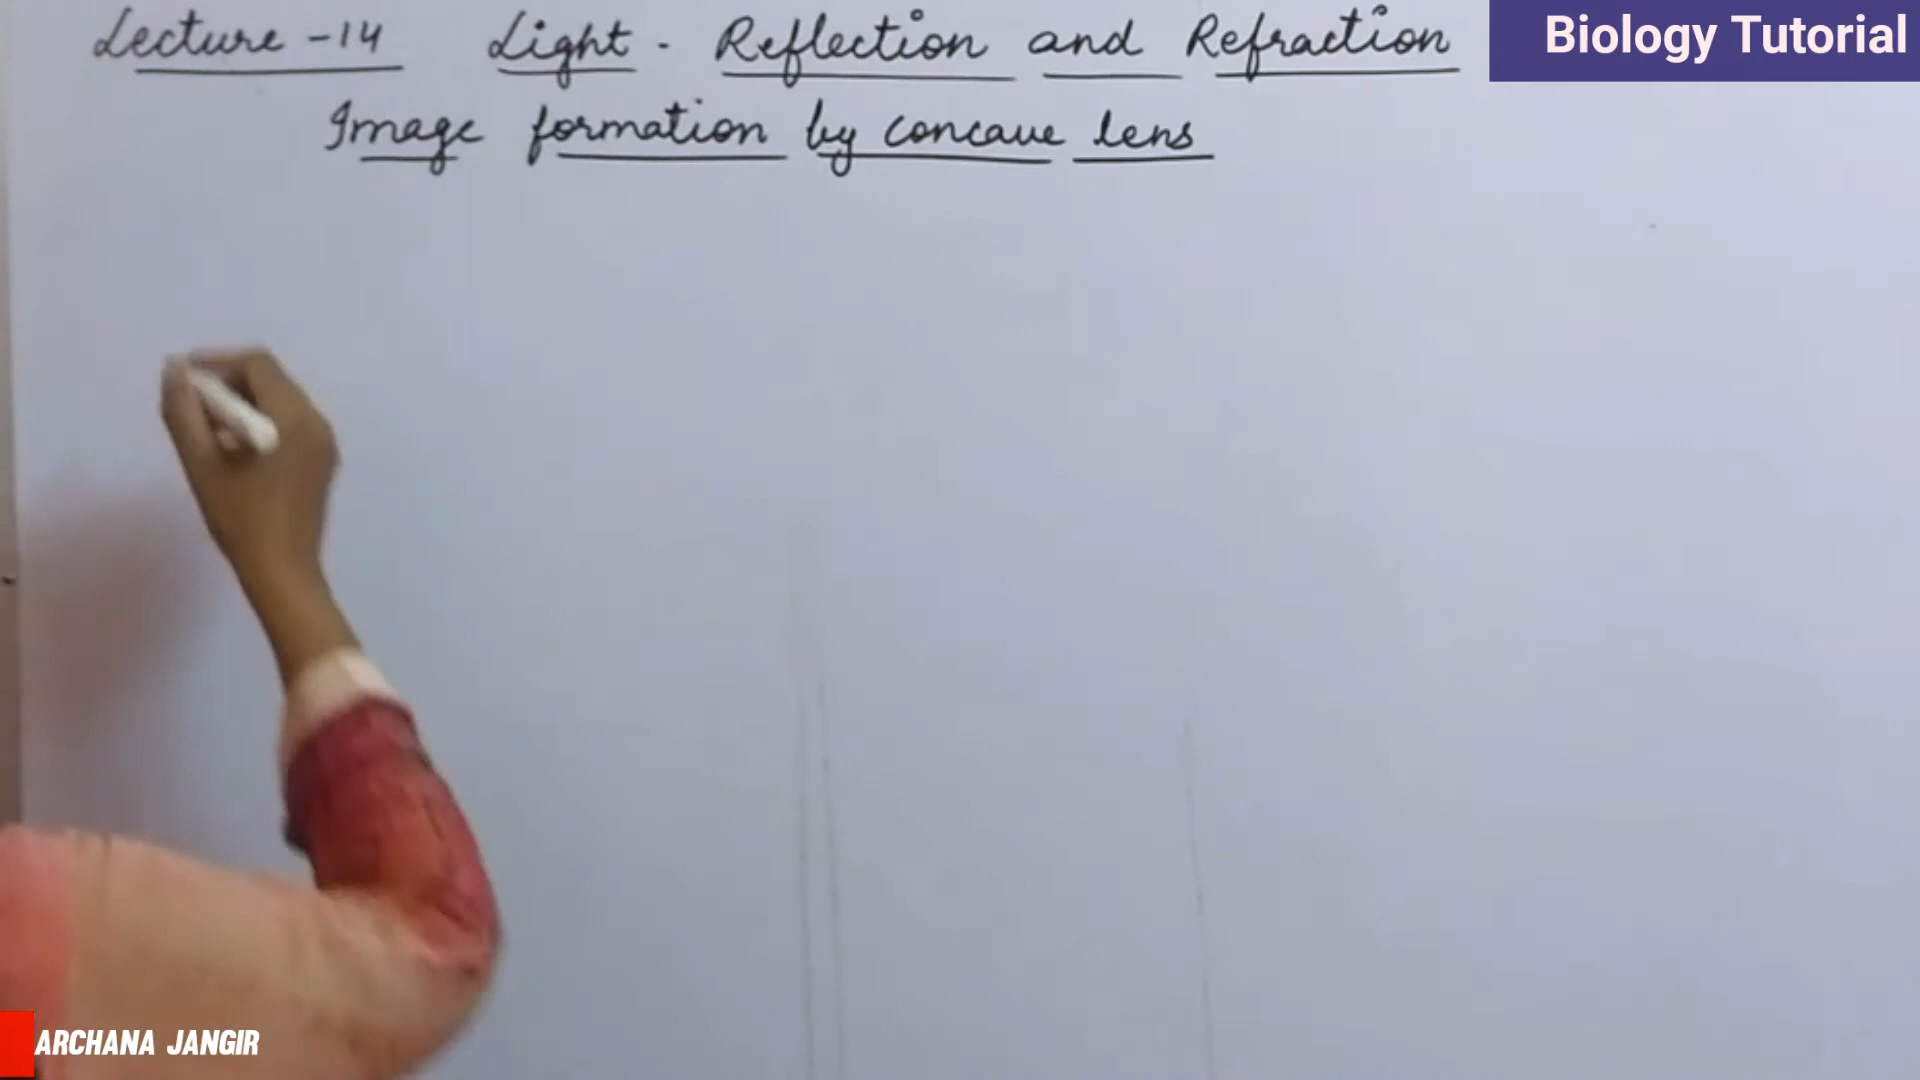 Lecture -14 Light - Reflection and Refraction
Biology Tutorial
Image formation by concave lens
ARCHANA JANGIR